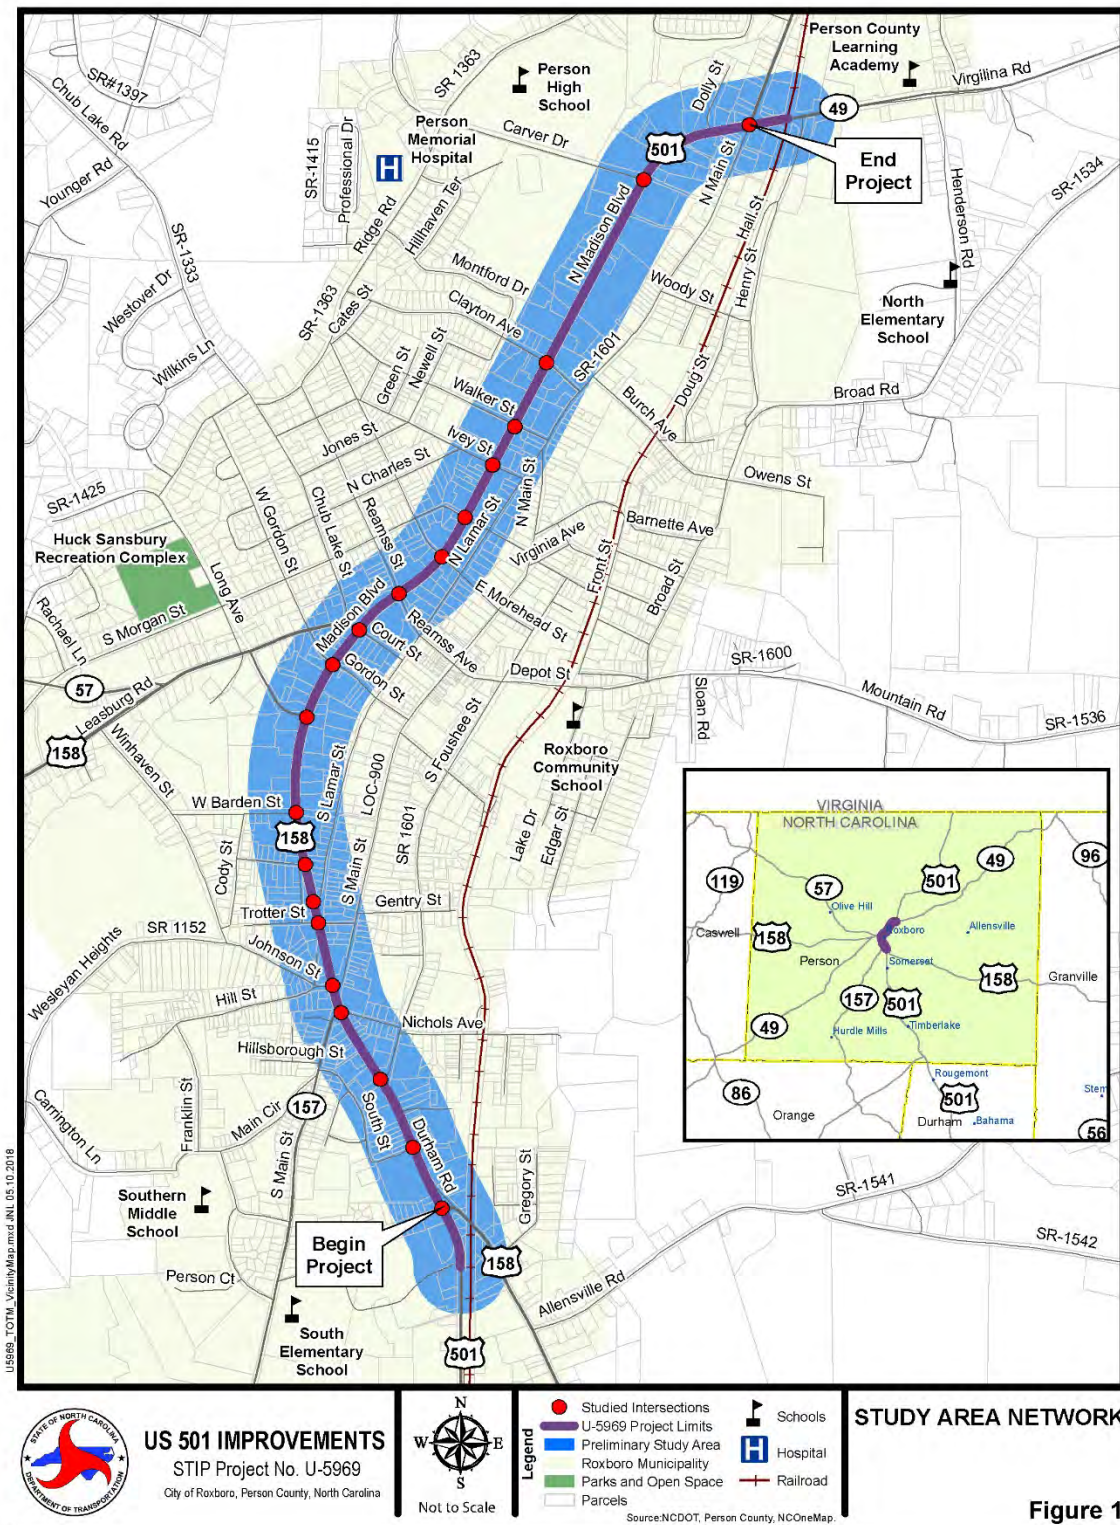 SR#1397
Chub Lake Rd
Younger Rd
SR-1415
Professional Dr
SR 1363
Person
High
School
Person
Memorial
Hospital
H
Carver Dr
Dolly St
Person County
Learning
Academy
Virgilina Rd
49
501
End
Project
N Main St
Hall St
Henry St
Henderson Rd
SR-1534
North
Elementary
School
Ridge Rd
Hillhaven Ter
Montford Dr
N Madison Blvd
Woody St
SR-1333
Westover Dr
Wilkins Ln
SR-1363
Cates St
Clayton Ave
Green St
Newell St
Walker St
SR-1601
Doug St
Burch Ave
Broad Rd
Jones St
Ivey St
N Charles St
Owens St
SR-1425
W Gordon St
Chub Lake St
Reamss St
N Lamar St
N Main St
Virginia Ave
Barnette Ave
Front St
Broad St
Huck Sansbury
Recreation Complex
Long Ave
S Morgan St
Rachael Ln
Madison Blvd
E Morehead St
Court St
Reamss Ave
Gordon St
Depot St
SR-1600
Sloan Rd
Mountain Rd
SR-1536
57
Leasburg Rd
158
Winhaven St
S Foushee St
Roxboro
Community
School
W Barden St
S Lamar St
LOC-900
158
Cody St
S Main St
SR 1601
Lake Dr
Edgar St
Trotter St
Gentry St
SR 1152
Johnson St
Wesleyan Heights
Hill St
Nichols Ave
Hillsborough St
157
Franklin St
Main Cir
South St
Carrington Ln
S Main St
Durham Rd
Gregory St
Southern
Middle
School
Begin
Project
158
Person Ct
Allensville Rd
SR-1541
SR-1542
South
Elementary
School
501
VIRGINIA
NORTH CAROLINA
119
57
501
49
96
Olive Hill
Caswell
158
Roxboro
Allensville
Person
Somerset
158
Granville
157
501
49
Hurdle Mills
Timberlake
Rougemont
86
501
Stem
Orange
Durham
Bahama
56
U5969_TOTM_VicinityMap.mxd JNL 05.10.2018
STATE OF NORTH CAROLINA
DEPARTMENT OF TRANSPORTATION
US 501 IMPROVEMENTS
STIP Project No. U-5969
City of Roxboro, Person County, North Carolina
N
W
E
S
Not to Scale
Legend
Studied Intersections
U-5969 Project Limits
Preliminary Study Area
Roxboro Municipality
Parks and Open Space
Parcels
Schools
H
Hospital
Railroad
Source:NCDOT, Person County, NCOneMap.
STUDY AREA NETWORK
Figure 1